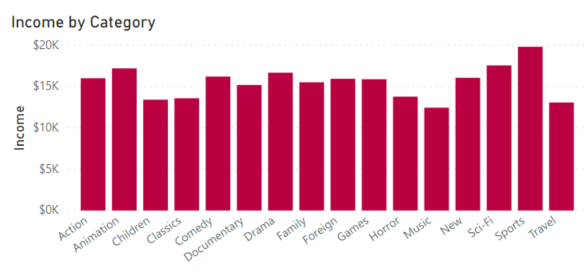 Income by Category
$20K
$15K
$10K
$5K
$0K
Income
Action
Animation
Children
Classics
Comedy
Documentary
Drama
Family
Foreign
Games
Horror
Music
New
Sci-Fi
Sports
Travel